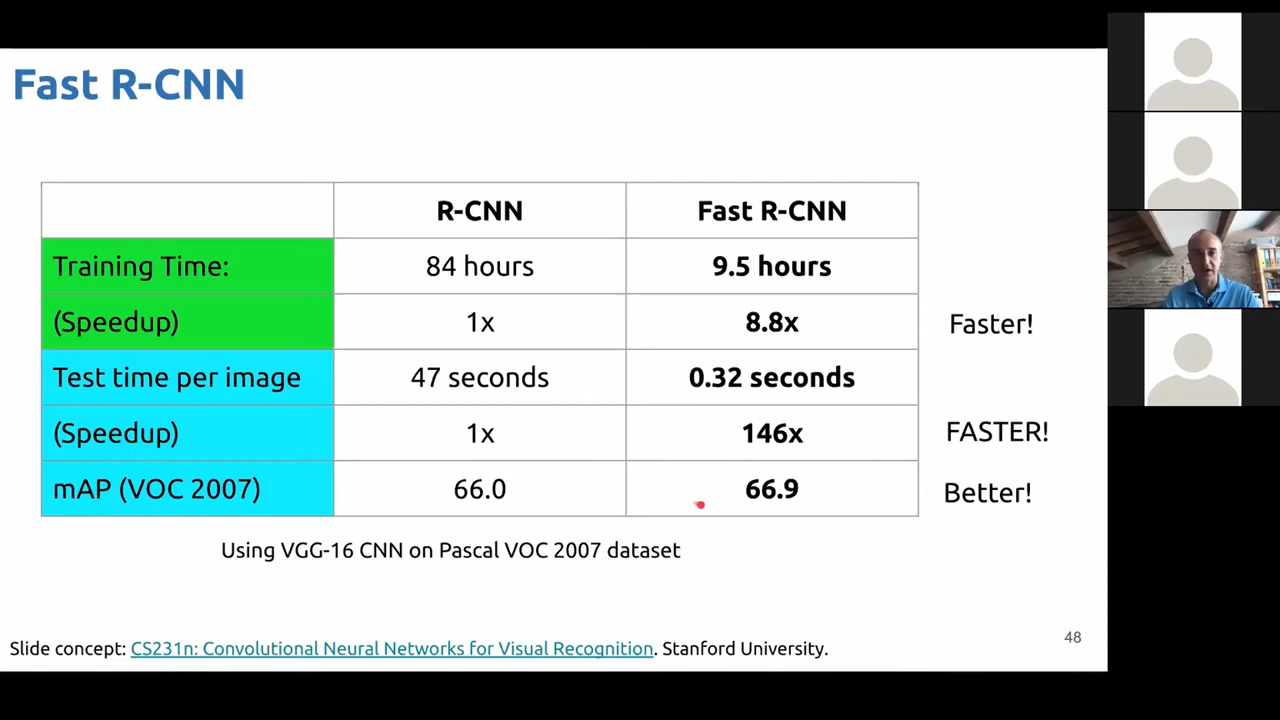 Fast R-CNN
R-CNN Fast R-CNN
Training Time: 84 hours 9.5 hours
(Speedup) 1x 8.8x Faster!
Test time per image 47 seconds 0.32 seconds
(Speedup) 1x 146x FASTER!
mAP (VOC 2007) 66.0 66.9 Better!
Using VGG-16 CNN on Pascal VOC 2007 dataset
48
Slide concept: CS231n: Convolutional Neural Networks for Visual Recognition. Stanford University.